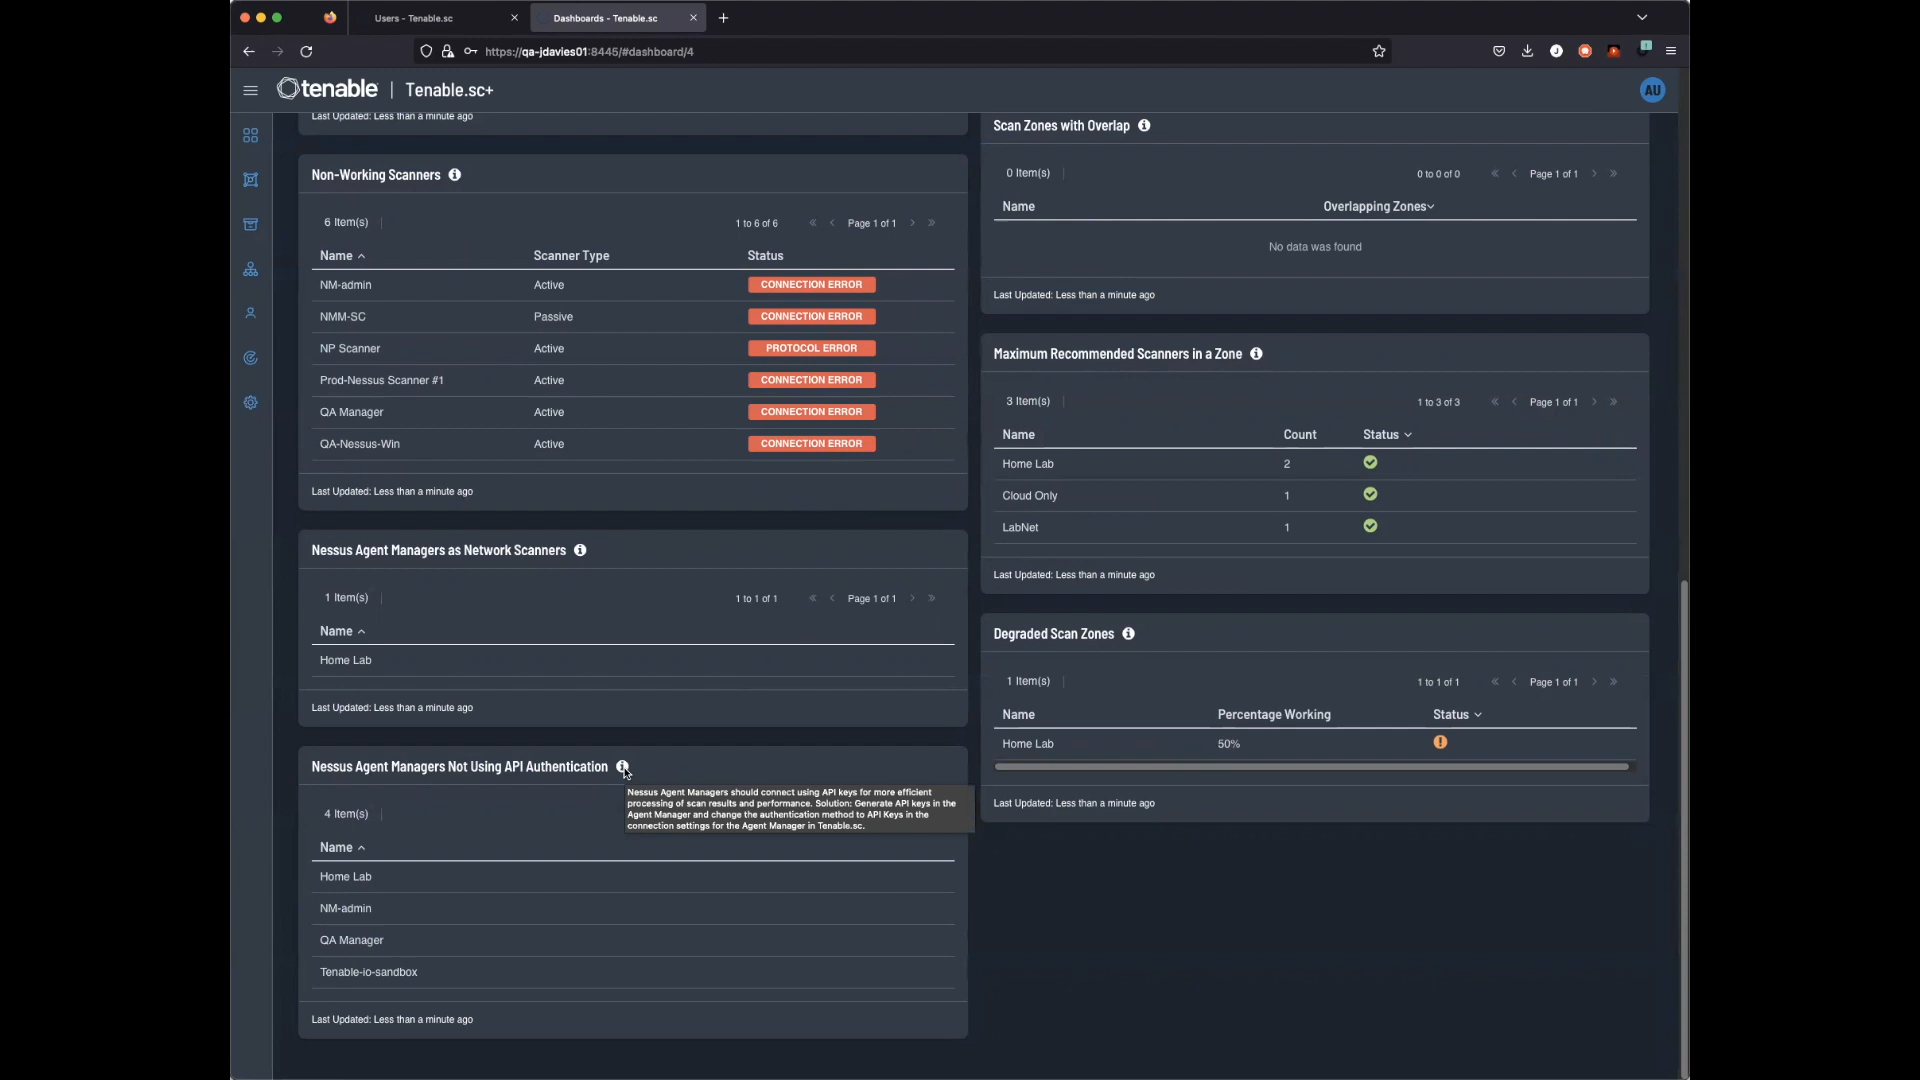 Users - Tenable.sc
Dashboards - Tenable.sc
https://qa-jdavies01:8445/#dashboard/4
tenable | Tenable.sc+
AU
Last Updated: Less than a minute ago
Non-Working Scanners
6 Item(s)
1 to 6 of 6
Page 1 of 1
Name Scanner Type Status
NM-admin Active CONNECTION ERROR
NMM-SC Passive CONNECTION ERROR
NP Scanner Active PROTOCOL ERROR
Prod-Nessus Scanner #1 Active CONNECTION ERROR
QA Manager Active CONNECTION ERROR
QA-Nessus-Win Active CONNECTION ERROR
Last Updated: Less than a minute ago
Nessus Agent Managers as Network Scanners
1 Item(s)
1 to 1 of 1
Page 1 of 1
Name
Home Lab
Last Updated: Less than a minute ago
Nessus Agent Managers Not Using API Authentication
Nessus Agent Managers should connect using API keys for more efficient
processing of scan results and performance. Solution: Generate API keys in the
Agent Manager and change the authentication method to API Keys in the
connection settings for the Agent Manager in Tenable.sc.
4 Item(s)
Name
Home Lab
NM-admin
QA Manager
Tenable-io-sandbox
Last Updated: Less than a minute ago
Scan Zones with Overlap
0 Item(s)
0 to 0 of 0
Page 1 of 1
Name Overlapping Zones
No data was found
Last Updated: Less than a minute ago
Maximum Recommended Scanners in a Zone
3 Item(s)
1 to 3 of 3
Page 1 of 1
Name Count Status
Home Lab 2
Cloud Only 1
LabNet 1
Last Updated: Less than a minute ago
Degraded Scan Zones
1 Item(s)
1 to 1 of 1
Page 1 of 1
Name Percentage Working Status
Home Lab 50%
Last Updated: Less than a minute ago